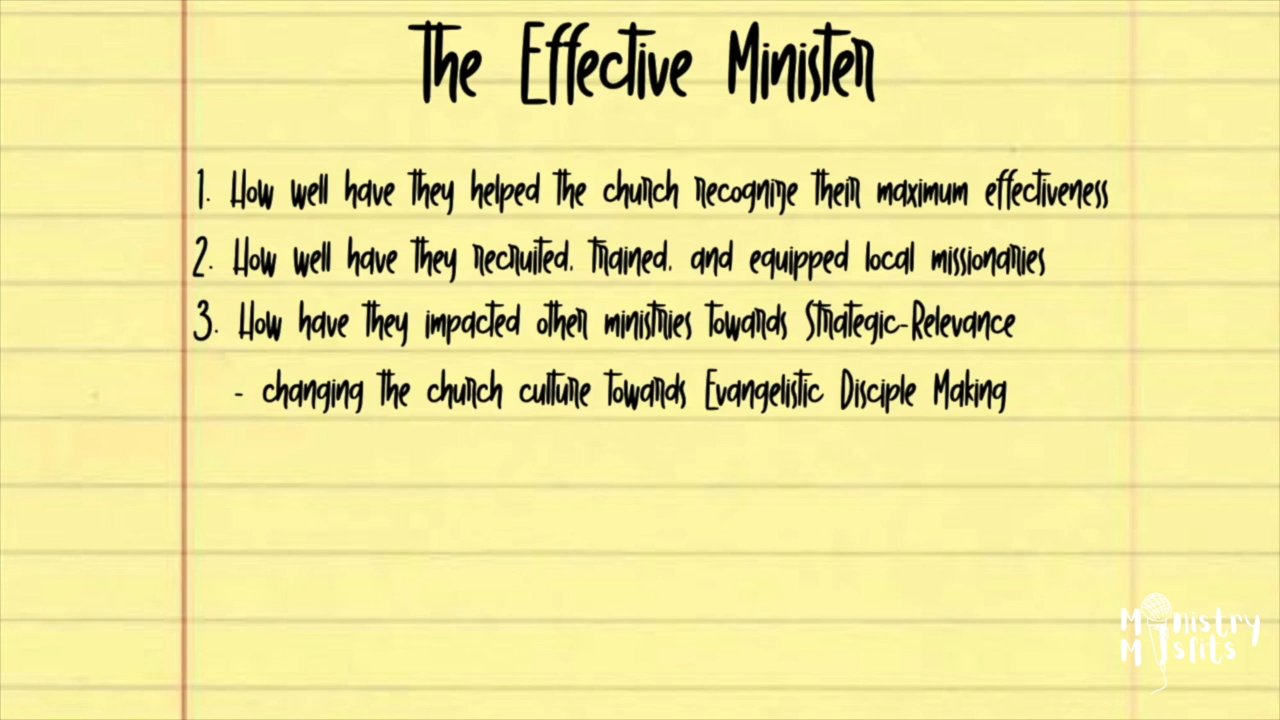 The Effective Minister
1. How well have they helped the church recognize their maximum effectiveness
2. How well have they recruited, trained, and equipped local missionaries
3. How have they impacted other ministries towards Strategic-Relevance
- changing the church culture towards Evangelistic Disciple Making
Ministry
Misfits